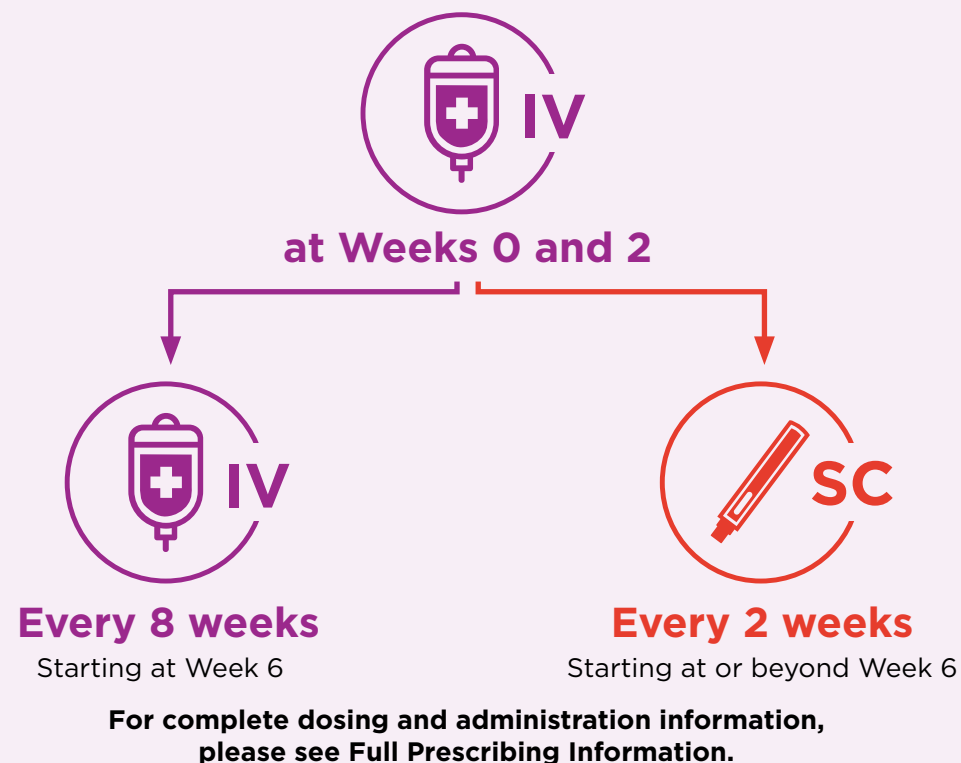 IV
at Weeks 0 and 2
IV
Every 8 weeks
Starting at Week 6
SC
Every 2 weeks
Starting at or beyond Week 6
For complete dosing and administration information,
please see Full Prescribing Information.